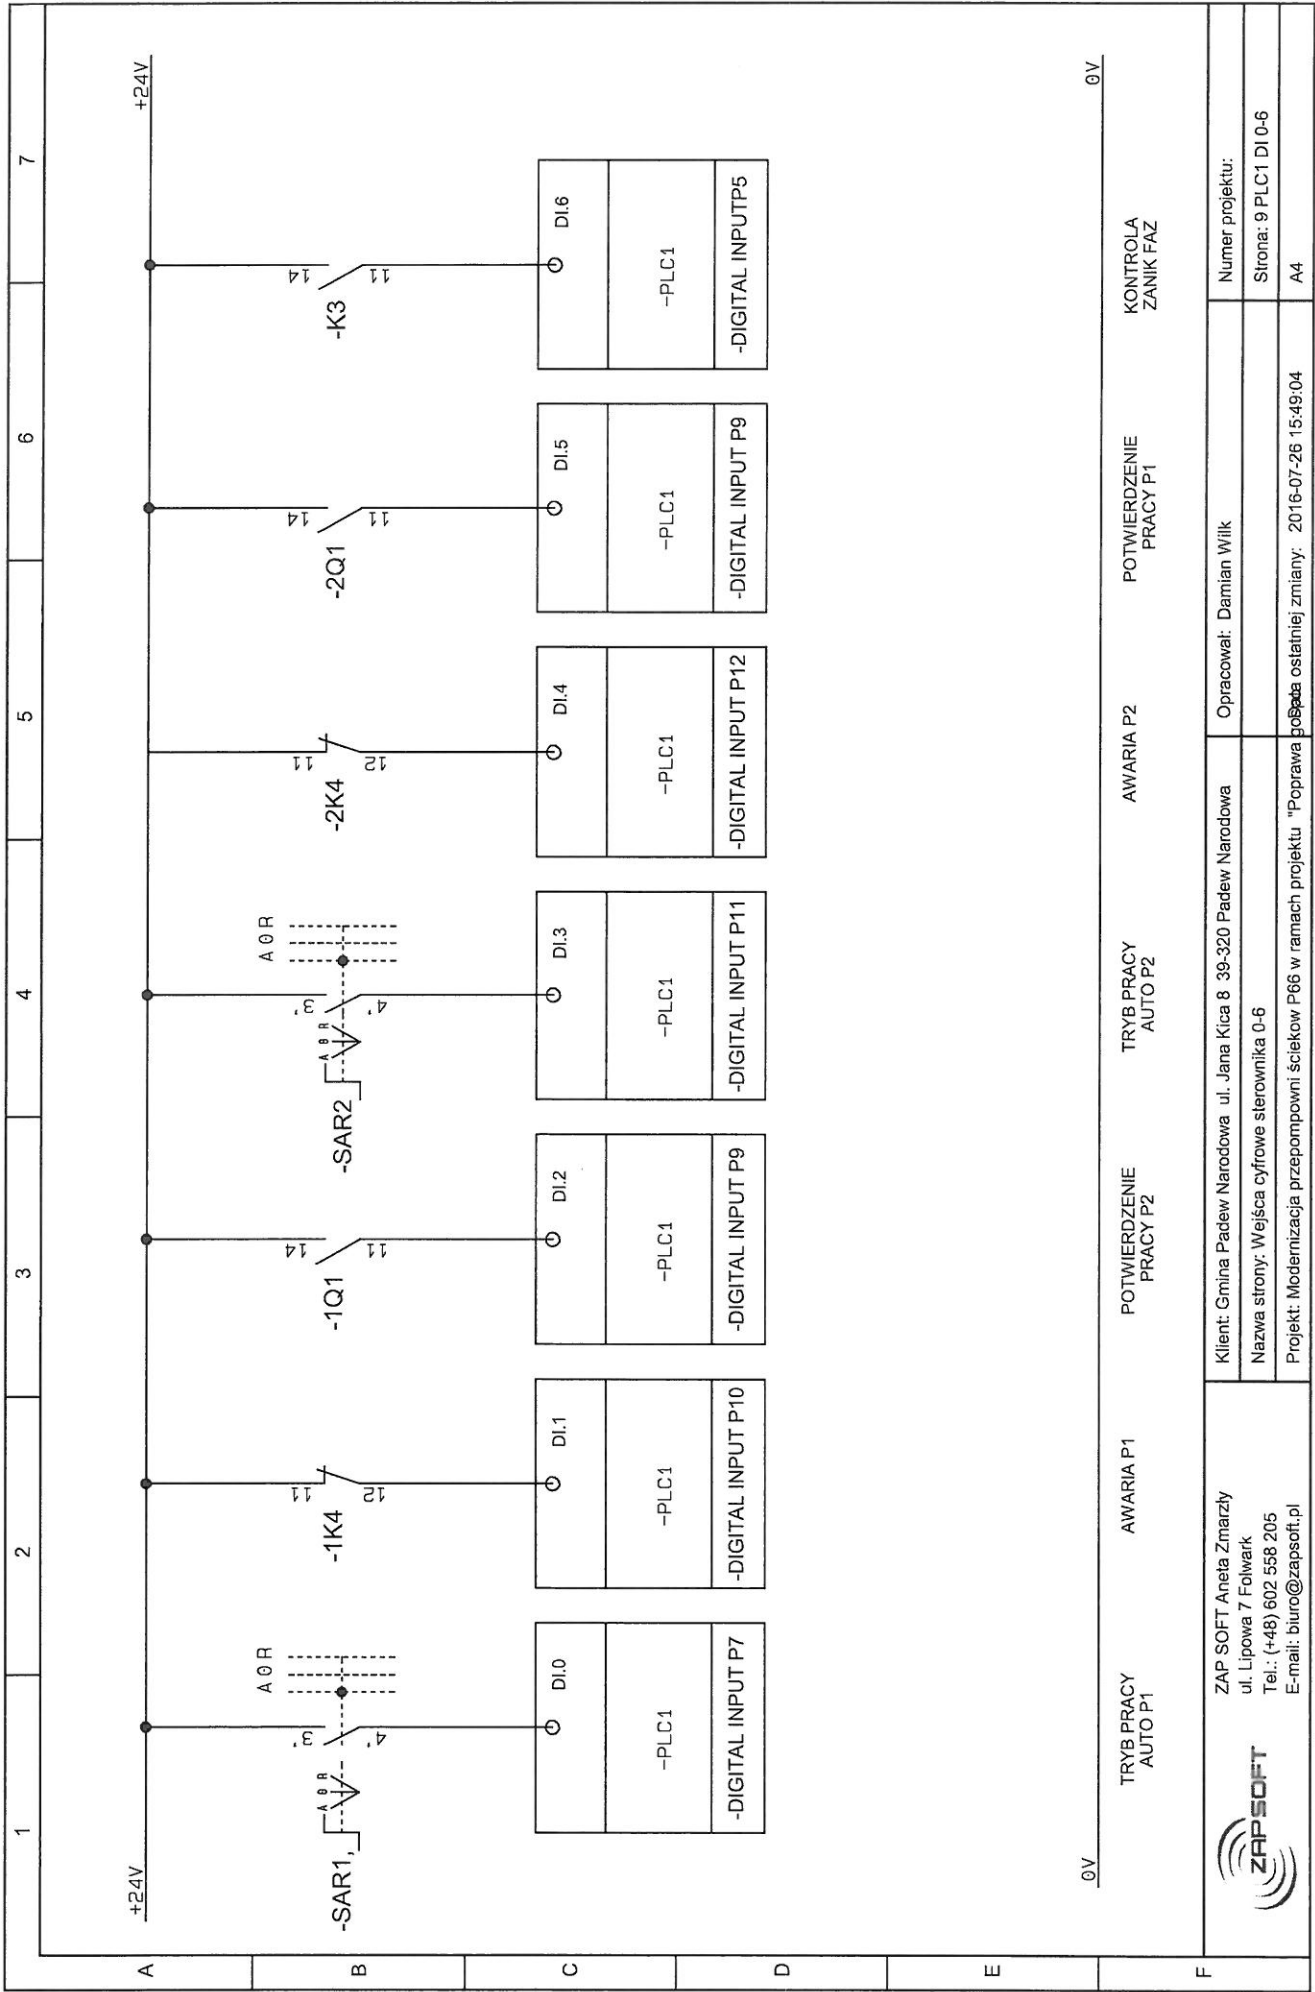 1 2 3 4 5 6 7
A
B
C
D
E
F
+24V +24V
A 0 R A 0 R
3' 11 14 3' 11 14 14
A 0 R A 0 R
-SAR1, -1K4 -1Q1 -SAR2 -2K4 -2Q1 -K3
4' 12 11 4' 12 11 11
DI.0 DI.1 DI.2 DI.3 DI.4 DI.5 DI.6
-PLC1 -PLC1 -PLC1 -PLC1 -PLC1 -PLC1 -PLC1
-DIGITAL INPUT P7 -DIGITAL INPUT P10 -DIGITAL INPUT P9 -DIGITAL INPUT P11 -DIGITAL INPUT P12 -DIGITAL INPUT P9 -DIGITAL INPUTP5
0V 0V
TRYB PRACY
AUTO P1
AWARIA P1
POTWIERDZENIE
PRACY P2
TRYB PRACY
AUTO P2
AWARIA P2
POTWIERDZENIE
PRACY P1
KONTROLA
ZANIK FAZ
ZAPSOFT
ZAP SOFT Aneta Zmarzły
ul. Lipowa 7 Folwark
Tel.: (+48) 602 558 205
E-mail: biuro@zapsoft.pl
Klient: Gmina Padew Narodowa ul. Jana Kica 8 39-320 Padew Narodowa
Opracował: Damian Wilk
Numer projektu:
Nazwa strony: Wejśca cyfrowe sterownika 0-6
Strona: 9 PLC1 DI 0-6
Projekt: Modernizacja przepompowni ściekow P66 w ramach projektu "Poprawa
ostatniej zmiany: 2016-07-26 15:49:04
A4